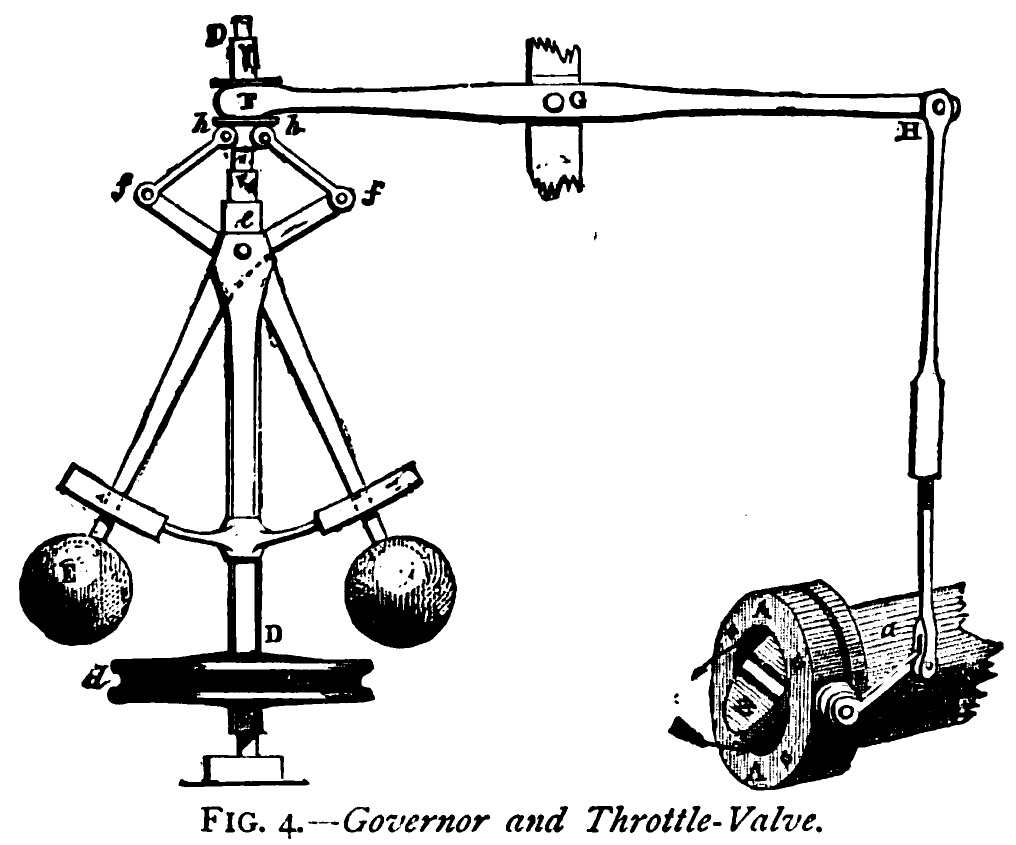 D
F
G
h h
H
f f
e
E
D
d
A
a
z
A
FIG. 4.—Governor and Throttle-Valve.